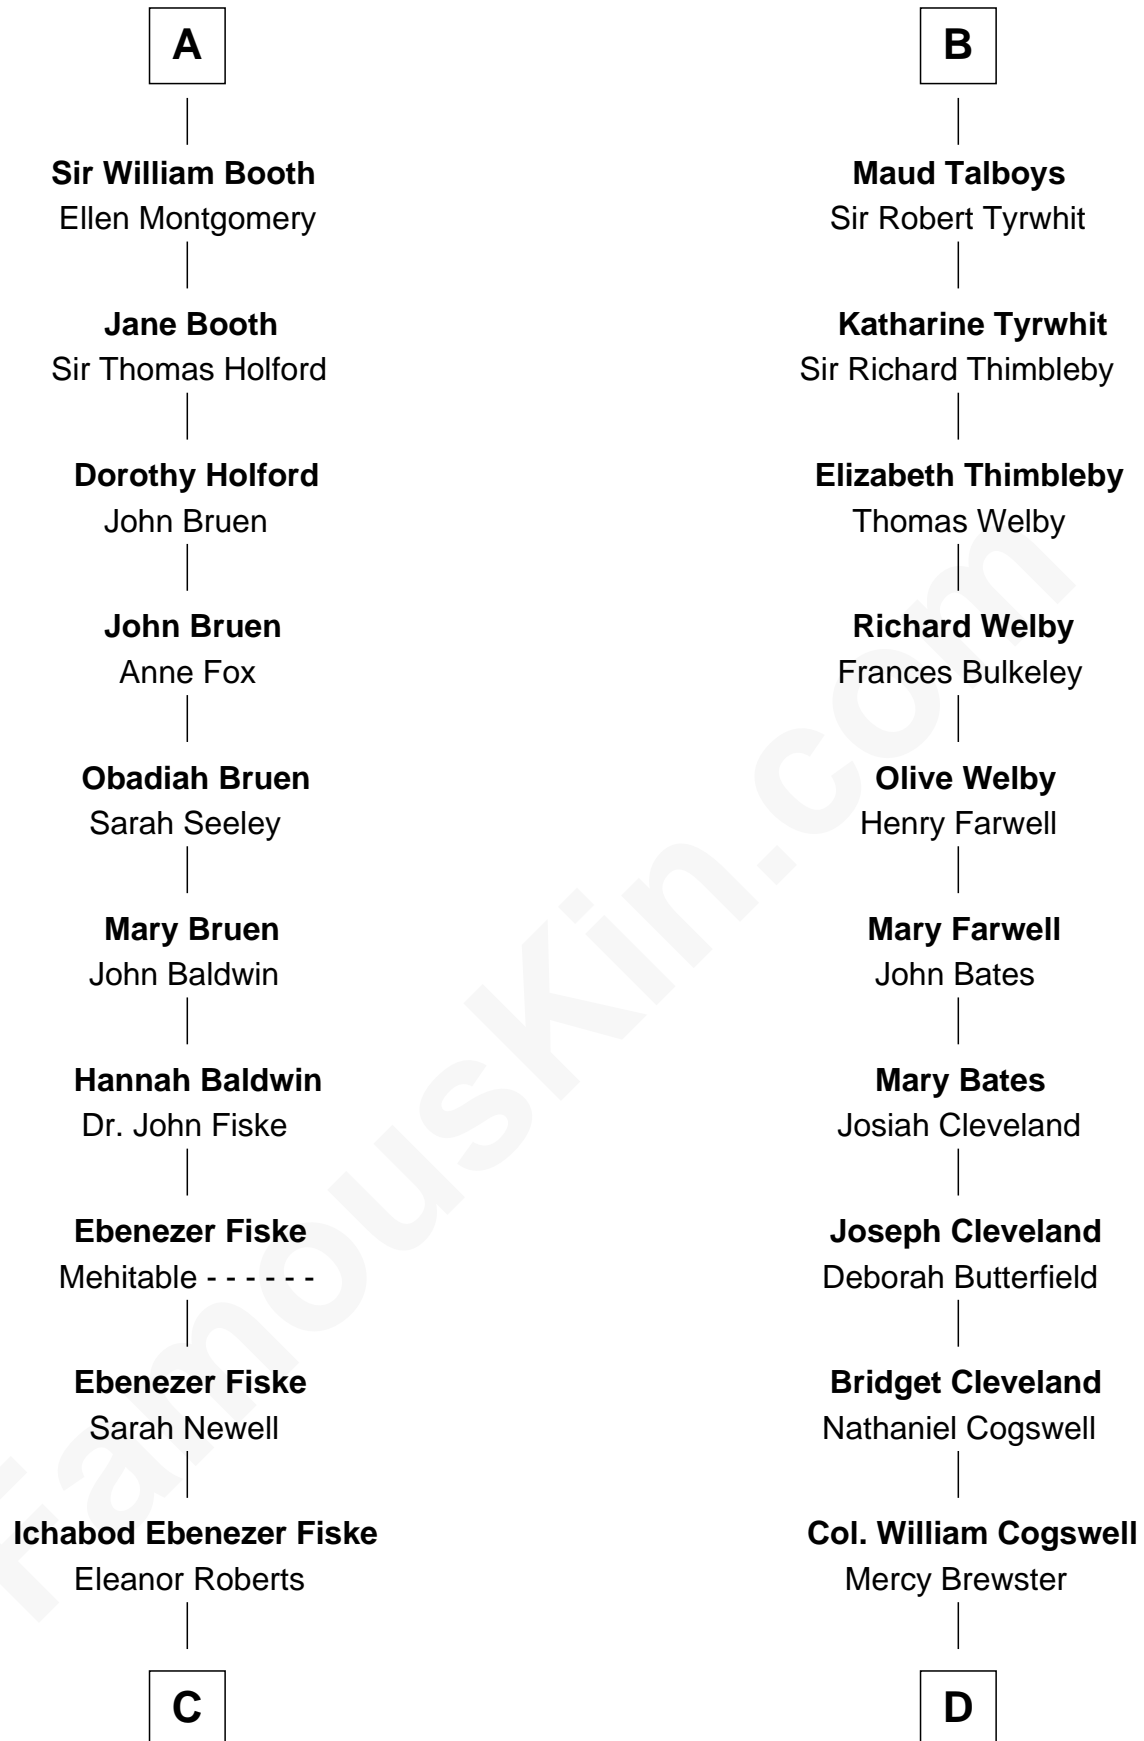 A
Sir William Booth
Ellen Montgomery
Jane Booth
Sir Thomas Holford
Dorothy Holford
John Bruen
John Bruen
Anne Fox
Obadiah Bruen
Sarah Seeley
Mary Bruen
John Baldwin
Hannah Baldwin
Dr. John Fiske
Ebenezer Fiske
Mehitable - - - - - -
Ebenezer Fiske
Sarah Newell
Ichabod Ebenezer Fiske
Eleanor Roberts
C
B
Maud Talboys
Sir Robert Tyrwhit
Katharine Tyrwhit
Sir Richard Thimbleby
Elizabeth Thimbleby
Thomas Welby
Richard Welby
Frances Bulkeley
Olive Welby
Henry Farwell
Mary Farwell
John Bates
Mary Bates
Josiah Cleveland
Joseph Cleveland
Deborah Butterfield
Bridget Cleveland
Nathaniel Cogswell
Col. William Cogswell
Mercy Brewster
D
FamousKin.com